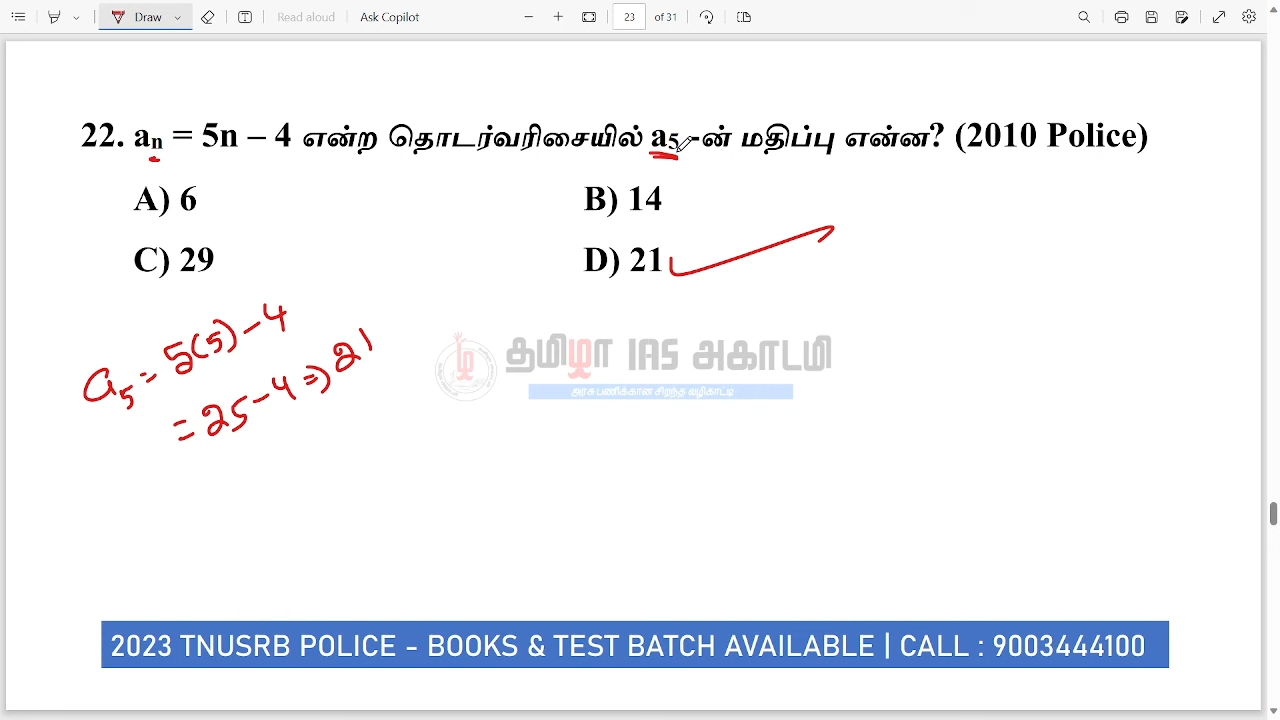 Draw Read aloud Ask Copilot 23 of 31
22. aₙ = 5n – 4 என்ற தொடர்வரிசையில் a₅-ன் மதிப்பு என்ன? (2010 Police)
A) 6 B) 14
C) 29 D) 21
a₅ = 5(5) – 4
= 25 – 4 ⇒ 21
தமிழா IAS அகாடமி
அரசு பணிக்கான சிறந்த வழிகாட்டி
2023 TNUSRB POLICE - BOOKS & TEST BATCH AVAILABLE | CALL : 9003444100